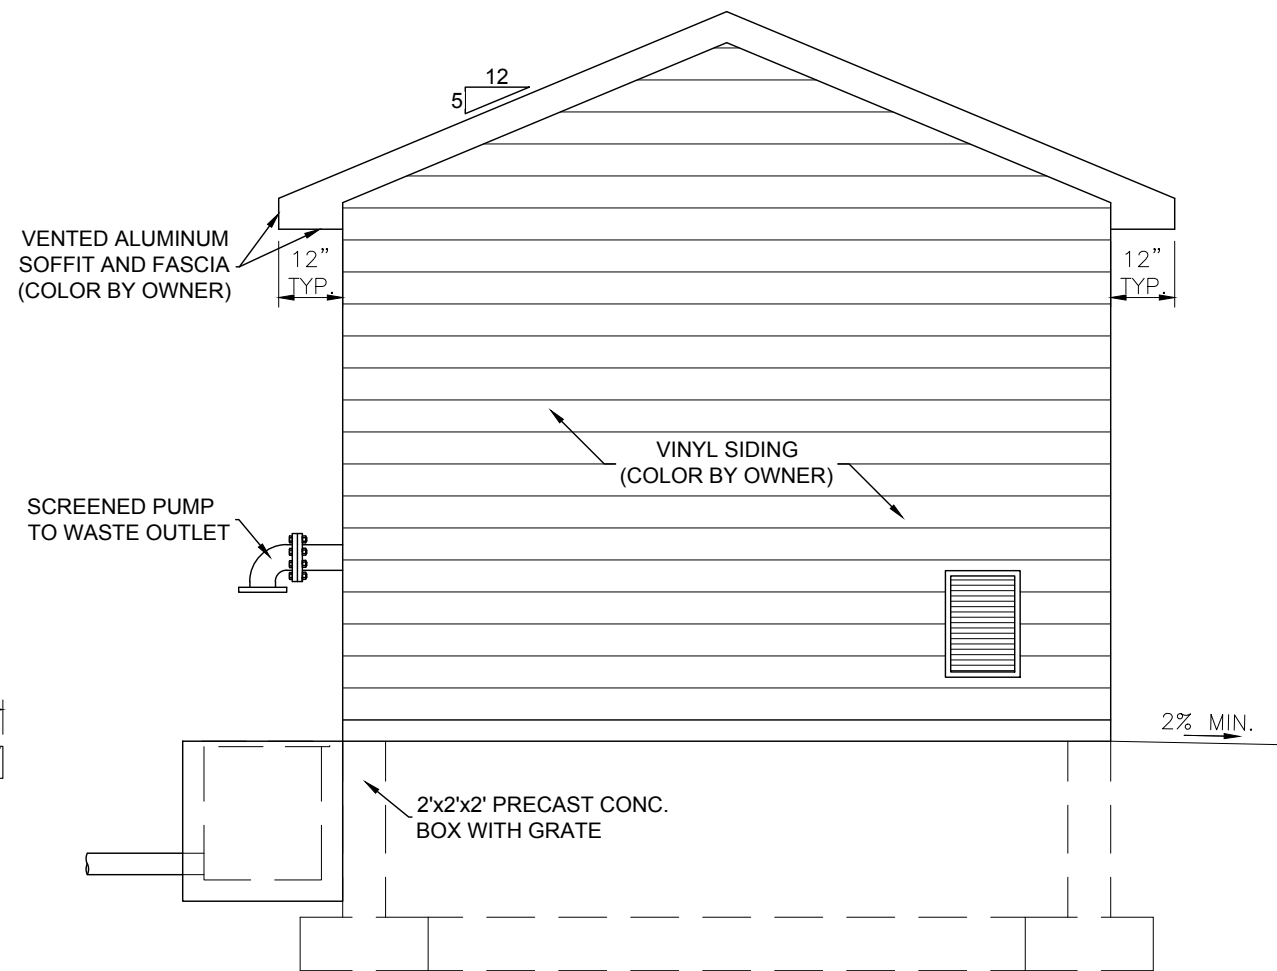 12
5
VENTED ALUMINUM
SOFFIT AND FASCIA
(COLOR BY OWNER)
12”
TYP.
12”
TYP.
VINYL SIDING
(COLOR BY OWNER)
SCREENED PUMP
TO WASTE OUTLET
2% MIN.
2'x2'x2' PRECAST CONC.
BOX WITH GRATE